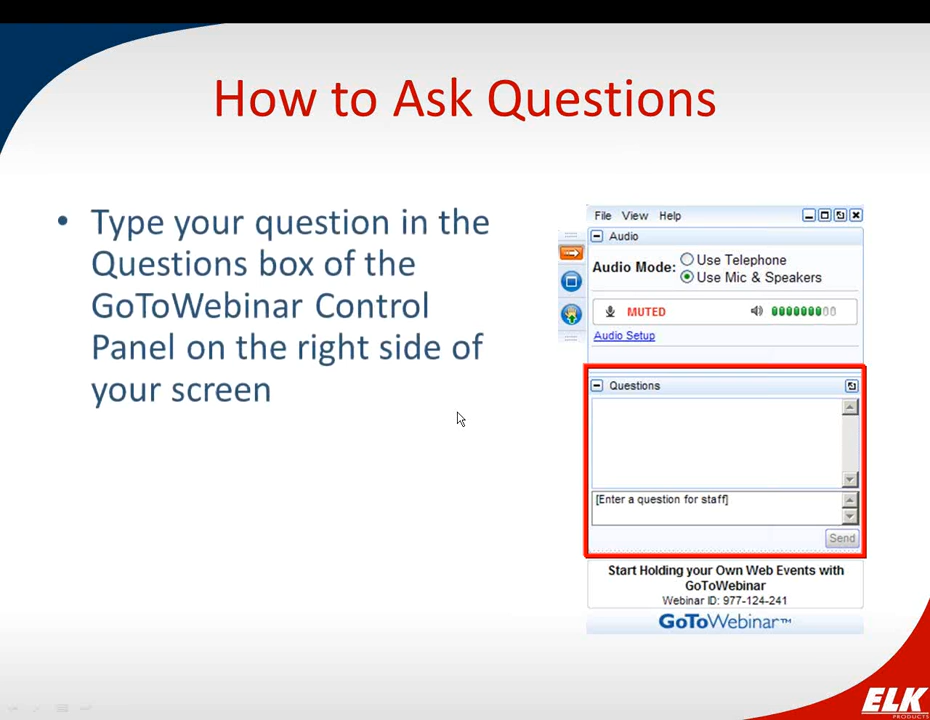 How to Ask Questions
• Type your question in the
Questions box of the
GoToWebinar Control
Panel on the right side of
your screen
File View Help
Audio
Audio Mode: Use Telephone
Use Mic & Speakers
MUTED
Audio Setup
Questions
[Enter a question for staff]
Send
Start Holding your Own Web Events with
GoToWebinar
Webinar ID: 977-124-241
GoToWebinar™
ELK
PRODUCTS